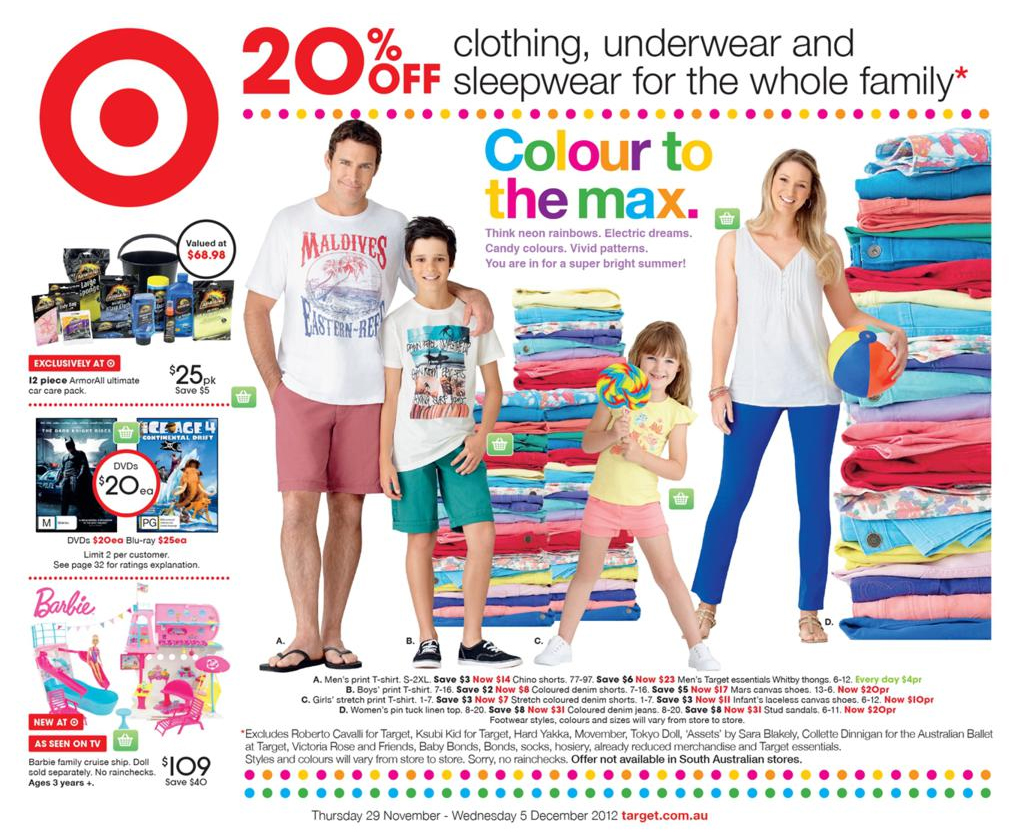 20% OFF clothing, underwear and
sleepwear for the whole family*
Colour to
the max.
Think neon rainbows. Electric dreams.
Candy colours. Vivid patterns.
You are in for a super bright summer!
Valued at
$68.98
EXCLUSIVELY AT
12 piece ArmorAll ultimate
car care pack.
$25pk
Save $5
THE DARK KNIGHT RISES
ICE AGE 4
CONTINENTAL DRIFT
DVDs
$20ea
M
PG
DVDs $20ea Blu-ray $25ea
Limit 2 per customer.
See page 32 for ratings explanation.
Barbie
NEW AT
AS SEEN ON TV
Barbie family cruise ship. Doll
sold separately. No rainchecks.
Ages 3 years +.
$109
Save $40
MALDIVES
EASTERN-REEF
A.
B.
C.
D.
A. Men's print T-shirt. S-2XL. Save $3 Now $14 Chino shorts. 77-97. Save $6 Now $23 Men's Target essentials Whitby thongs. 6-12. Every day $4pr
B. Boys' print T-shirt. 7-16. Save $2 Now $8 Coloured denim shorts. 7-16. Save $5 Now $17 Mars canvas shoes. 13-6. Now $20pr
C. Girls' stretch print T-shirt. 1-7. Save $3 Now $7 Stretch coloured denim shorts. 1-7. Save $3 Now $11 Infant's laceless canvas shoes. 6-12. Now $10pr
D. Women's pin tuck linen top. 8-20. Save $8 Now $31 Coloured denim jeans. 8-20. Save $8 Now $31 Stud sandals. 6-11. Now $20pr
Footwear styles, colours and sizes will vary from store to store.
*Excludes Roberto Cavalli for Target, Ksubi Kid for Target, Hard Yakka, Movember, Tokyo Doll, 'Assets' by Sara Blakely, Collette Dinnigan for the Australian Ballet
at Target, Victoria Rose and Friends, Baby Bonds, Bonds, socks, hosiery, already reduced merchandise and Target essentials.
Styles and colours will vary from store to store. Sorry, no rainchecks. Offer not available in South Australian stores.
Thursday 29 November - Wednesday 5 December 2012 target.com.au